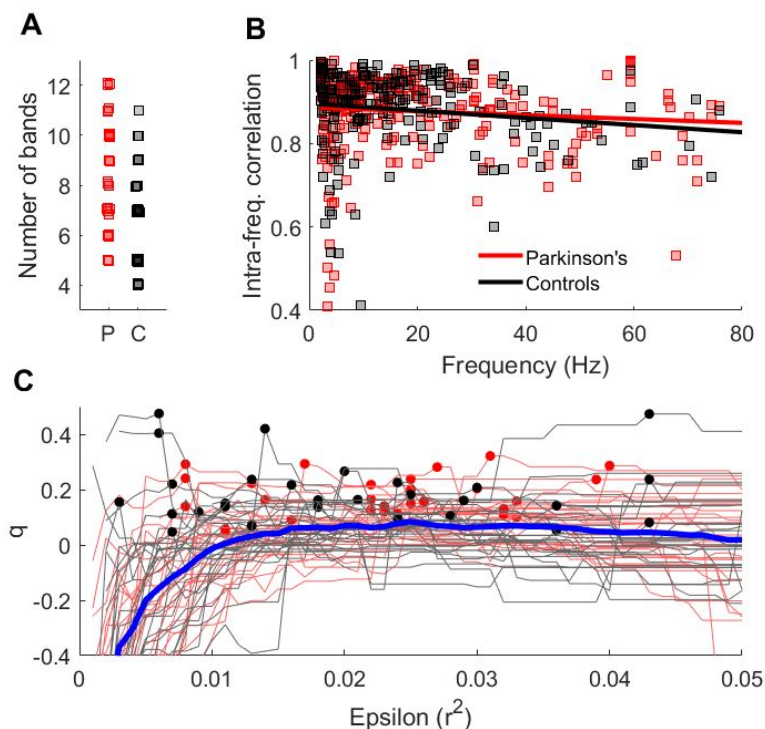 A
Number of bands
12
10
8
6
4
P C
B
Intra-freq. correlation
1
0.8
0.6
0.4
0 20 40 60 80
Frequency (Hz)
Parkinson's
Controls
C
q
0.4
0.2
0
-0.2
-0.4
0 0.01 0.02 0.03 0.04 0.05
Epsilon (r²)